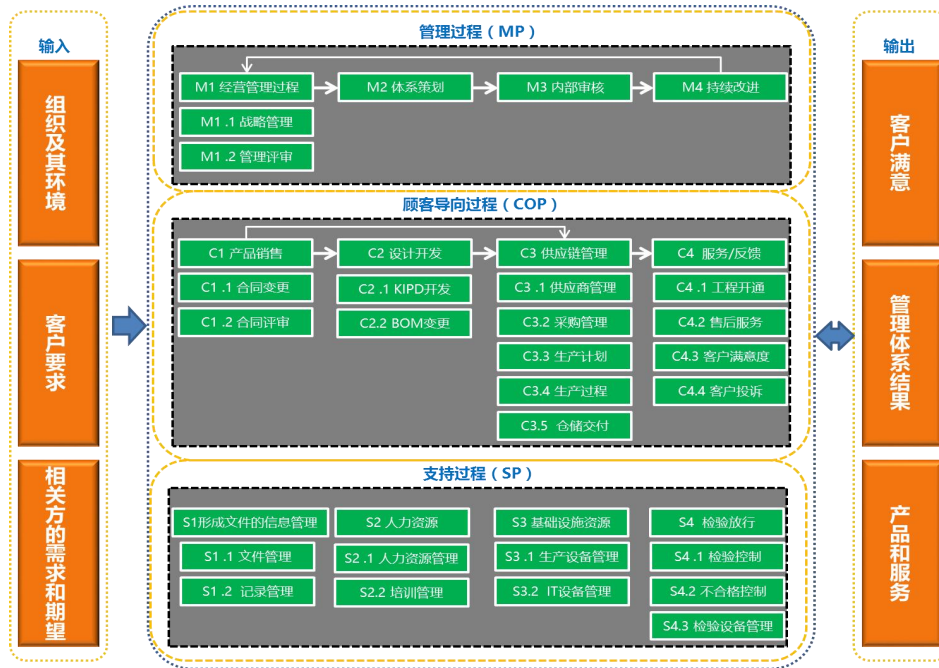 输入
组织及其环境
客户要求
相关方的需求和期望
管理过程（MP）
M1 经营管理过程
M2 体系策划
M3 内部审核
M4 持续改进
M1 .1 战略管理
M1 .2 管理评审
顾客导向过程（COP）
C1 产品销售
C2 设计开发
C3 供应链管理
C4 服务/反馈
C1 .1 合同变更
C2 .1 KIPD开发
C3 .1 供应商管理
C4 .1 工程开通
C1 .2 合同评审
C2.2 BOM变更
C3.2 采购管理
C4.2 售后服务
C3.3 生产计划
C4.3 客户满意度
C3.4 生产过程
C4.4 客户投诉
C3.5 仓储交付
支持过程（SP）
S1形成文件的信息管理
S2 人力资源
S3 基础设施资源
S4 检验放行
S1 .1 文件管理
S2 .1 人力资源管理
S3 .1 生产设备管理
S4 .1 检验控制
S1 .2 记录管理
S2.2 培训管理
S3.2 IT设备管理
S4.2 不合格控制
S4.3 检验设备管理
输出
客户满意
管理体系结果
产品和服务